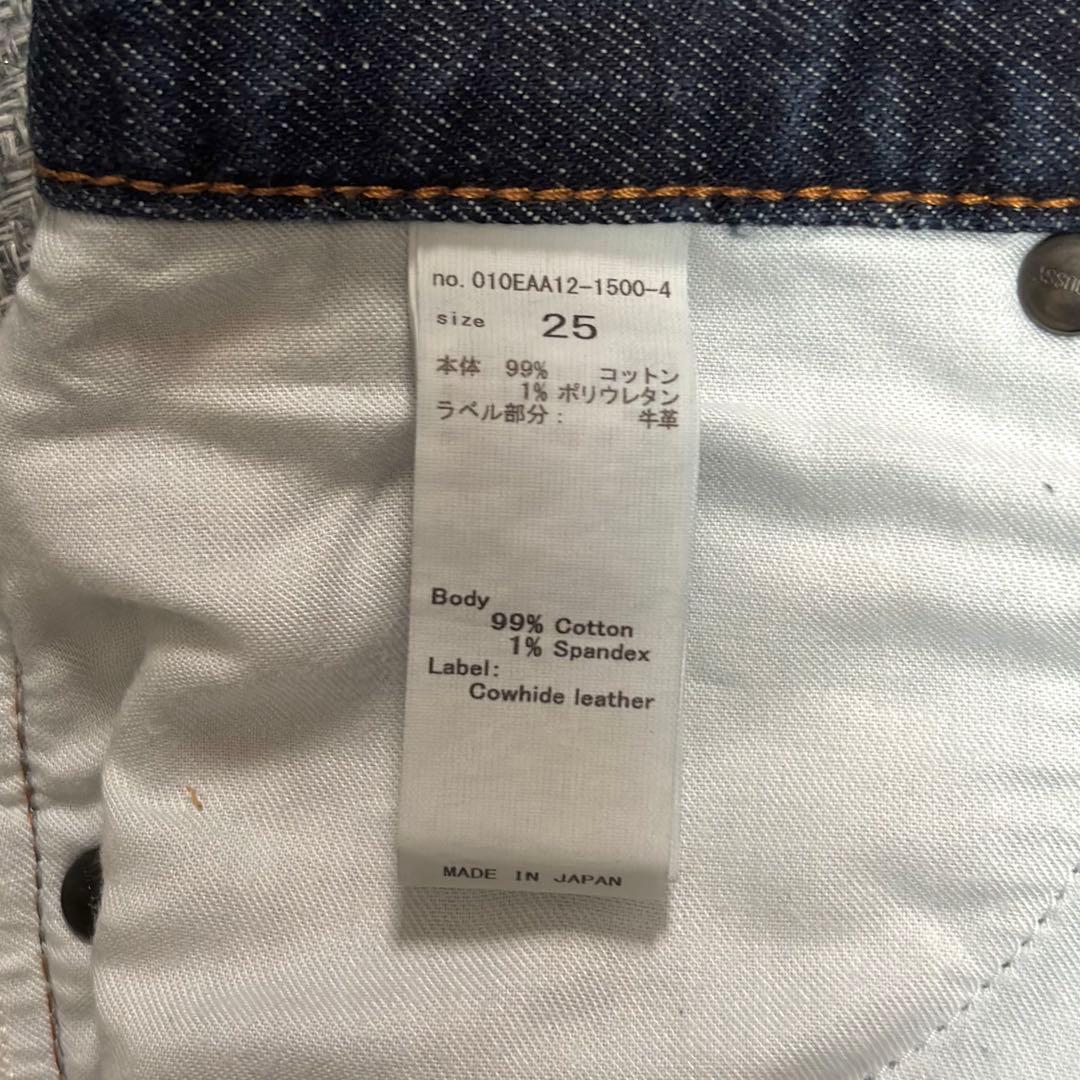 no. 010EAA12-1500-4
size 25
本体 99% コットン
1% ポリウレタン
ラベル部分： 牛革
Body
99% Cotton
1% Spandex
Label:
Cowhide leather
MADE IN JAPAN